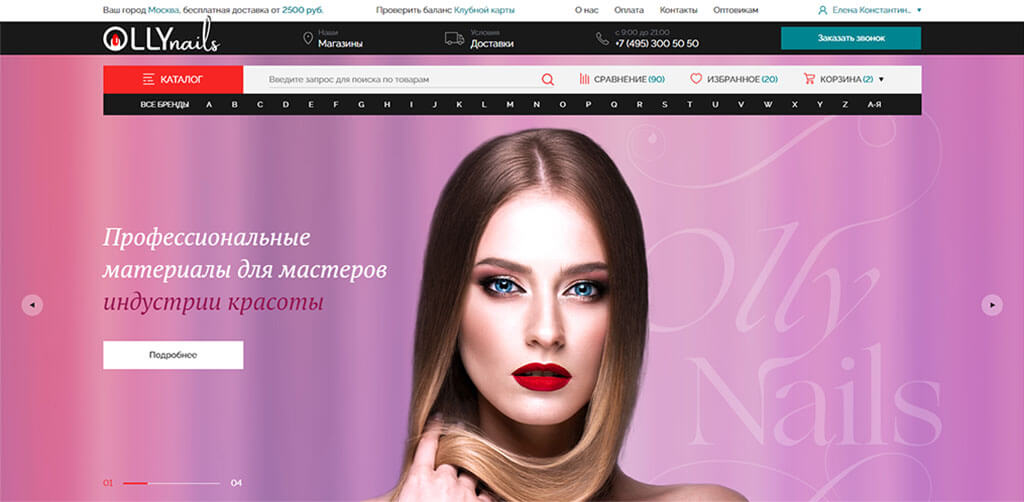 Ваш город Москва, бесплатная доставка от 2500 руб.
Проверить баланс Клубной карты
О нас Оплата Контакты Оптовикам
Елена Константин..
OLLYnails
Наши
Магазины
Условия
Доставки
с 9:00 до 21:00
+7 (495) 300 50 50
Заказать звонок
КАТАЛОГ
Введите запрос для поиска по товарам
СРАВНЕНИЕ (90)
ИЗБРАННОЕ (20)
КОРЗИНА (2)
ВСЕ БРЕНДЫ A B C D E F G H I J K L M N O P Q R S T U V W X Y Z А-Я
Профессиональные
материалы для мастеров
индустрии красоты
Подробнее
Olly
Nails
01 04